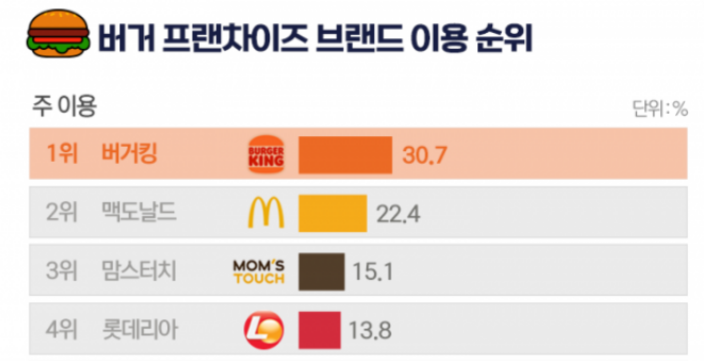 버거 프랜차이즈 브랜드 이용 순위
주 이용 단위:%
1위 버거킹 BURGER KING 30.7
2위 맥도날드 22.4
3위 맘스터치 MOM'S TOUCH 15.1
4위 롯데리아 13.8